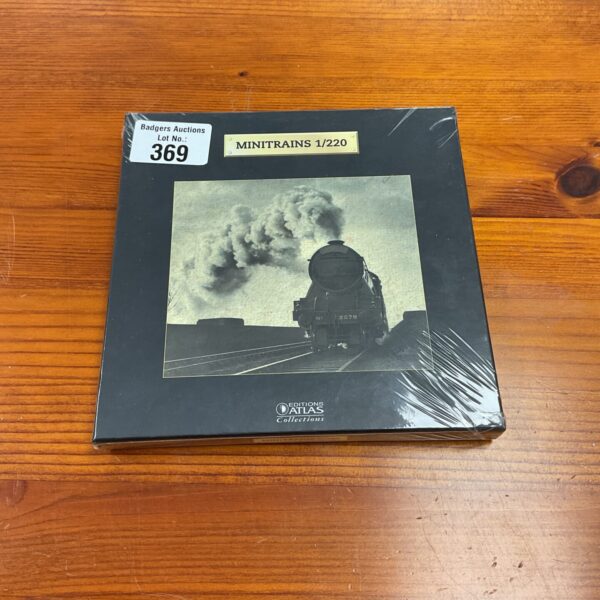 Badgers Auctions
Lot No.:
369
MINITRAINS 1/220
EDITIONS
ATLAS
Collections